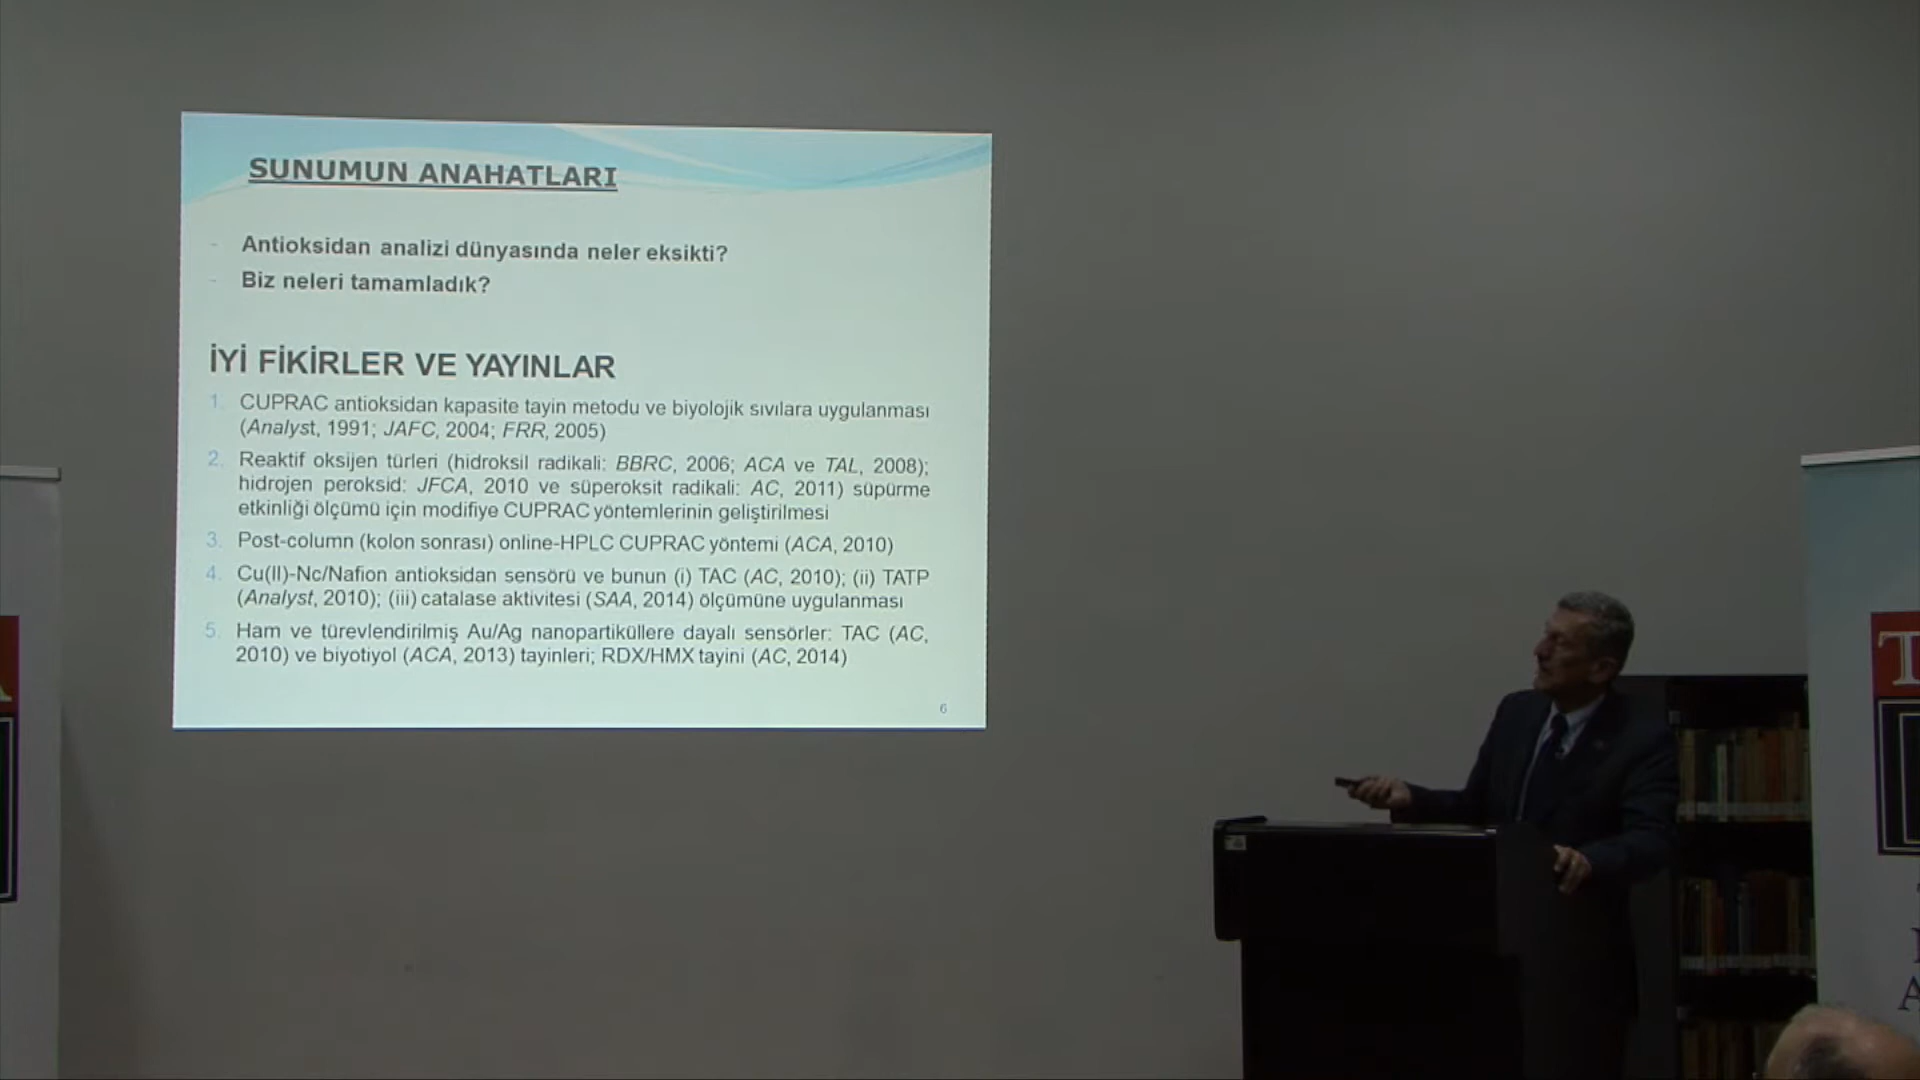 SUNUMUN ANAHATLARI
- Antioksidan analizi dünyasında neler eksikti?
- Biz neleri tamamladık?
İYİ FİKİRLER VE YAYINLAR
1. CUPRAC antioksidan kapasite tayin metodu ve biyolojik sıvılara uygulanması
(Analyst, 1991; JAFC, 2004; FRR, 2005)
2. Reaktif oksijen türleri (hidroksil radikali: BBRC, 2006; ACA ve TAL, 2008);
hidrojen peroksid: JFCA, 2010 ve süperoksit radikali: AC, 2011) süpürme
etkinliği ölçümü için modifiye CUPRAC yöntemlerinin geliştirilmesi
3. Post-column (kolon sonrası) online-HPLC CUPRAC yöntemi (ACA, 2010)
4. Cu(II)-Nc/Nafion antioksidan sensörü ve bunun (i) TAC (AC, 2010); (ii) TATP
(Analyst, 2010); (iii) catalase aktivitesi (SAA, 2014) ölçümüne uygulanması
5. Ham ve türevlendirilmiş Au/Ag nanopartiküllere dayalı sensörler: TAC (AC,
2010) ve biyotiyol (ACA, 2013) tayinleri; RDX/HMX tayini (AC, 2014)
6